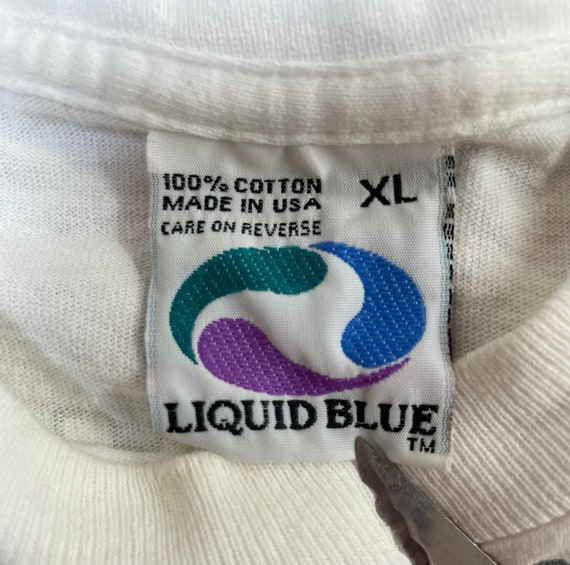 100% COTTON
MADE IN USA
XL
CARE ON REVERSE
LIQUID BLUE
TM